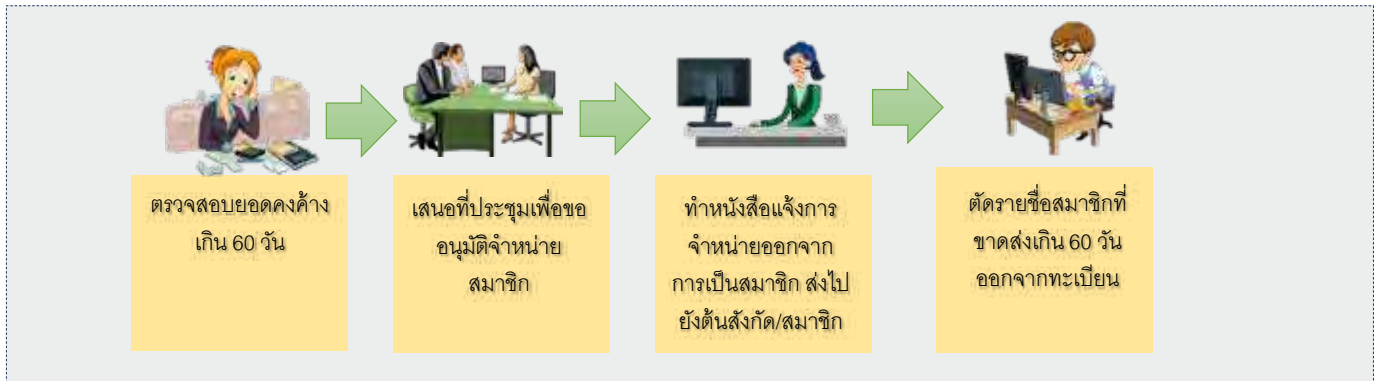 ตรวจสอบยอดคงค้าง
เกิน 60 วัน
เสนอที่ประชุมเพื่อขอ
อนุมัติจำหน่าย
สมาชิก
ทำหนังสือแจ้งการ
จำหน่ายออกจาก
การเป็นสมาชิก ส่งไป
ยังต้นสังกัด/สมาชิก
ตัดรายชื่อสมาชิกที่
ขาดส่งเกิน 60 วัน
ออกจากทะเบียน